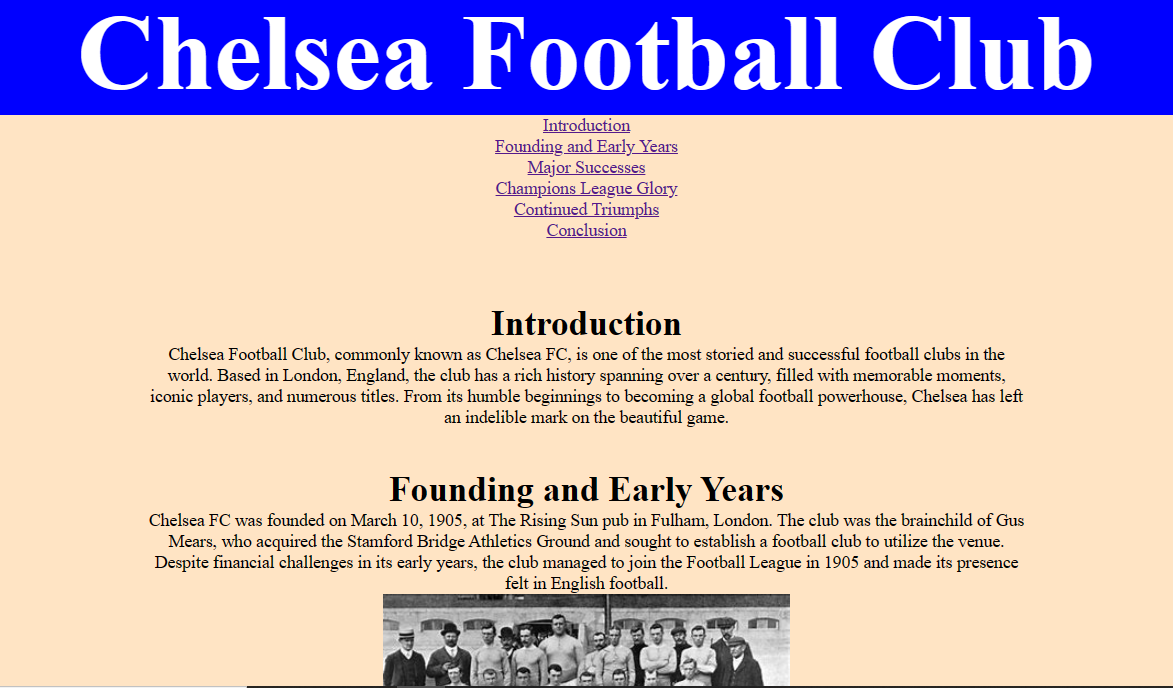 Chelsea Football Club
Introduction
Founding and Early Years
Major Successes
Champions League Glory
Continued Triumphs
Conclusion
Introduction
Chelsea Football Club, commonly known as Chelsea FC, is one of the most storied and successful football clubs in the
world. Based in London, England, the club has a rich history spanning over a century, filled with memorable moments,
iconic players, and numerous titles. From its humble beginnings to becoming a global football powerhouse, Chelsea has left
an indelible mark on the beautiful game.
Founding and Early Years
Chelsea FC was founded on March 10, 1905, at The Rising Sun pub in Fulham, London. The club was the brainchild of Gus
Mears, who acquired the Stamford Bridge Athletics Ground and sought to establish a football club to utilize the venue.
Despite financial challenges in its early years, the club managed to join the Football League in 1905 and made its presence
felt in English football.